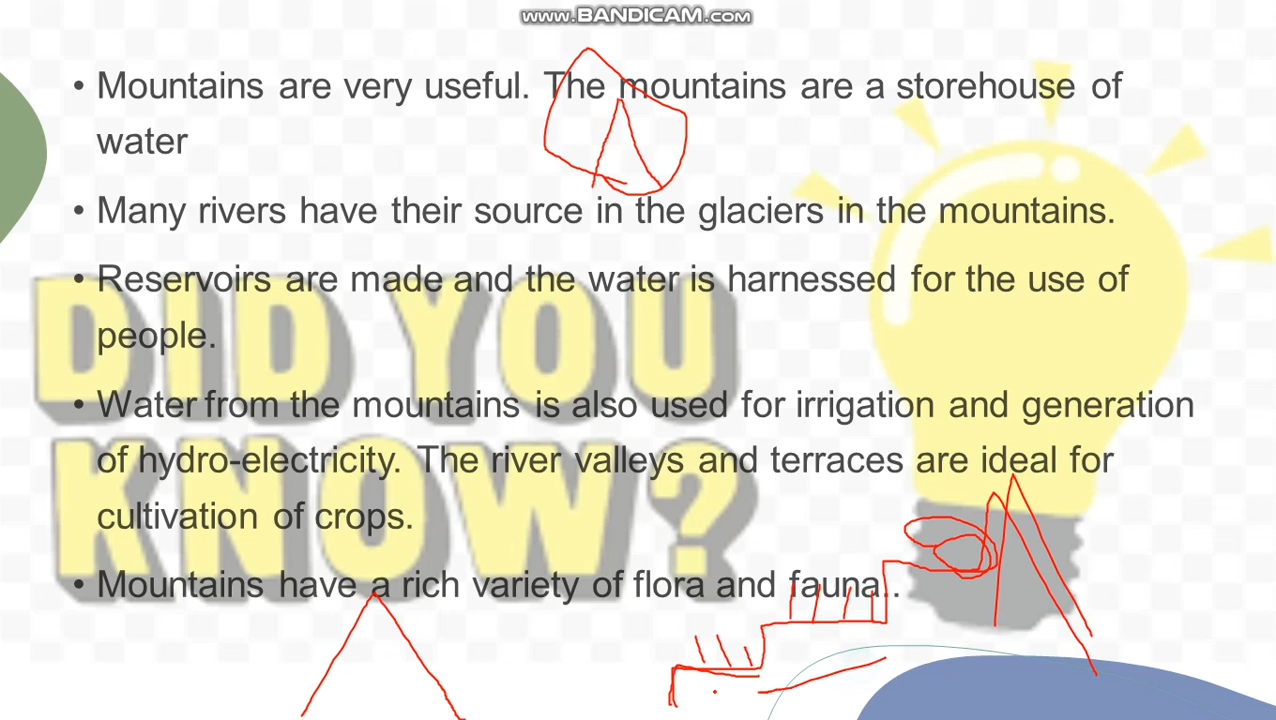 www.BANDICAM.com
• Mountains are very useful. The mountains are a storehouse of
water
• Many rivers have their source in the glaciers in the mountains.
• Reservoirs are made and the water is harnessed for the use of
people.
• Water from the mountains is also used for irrigation and generation
of hydro-electricity. The river valleys and terraces are ideal for
cultivation of crops.
• Mountains have a rich variety of flora and fauna..
DID YOU
KNOW?